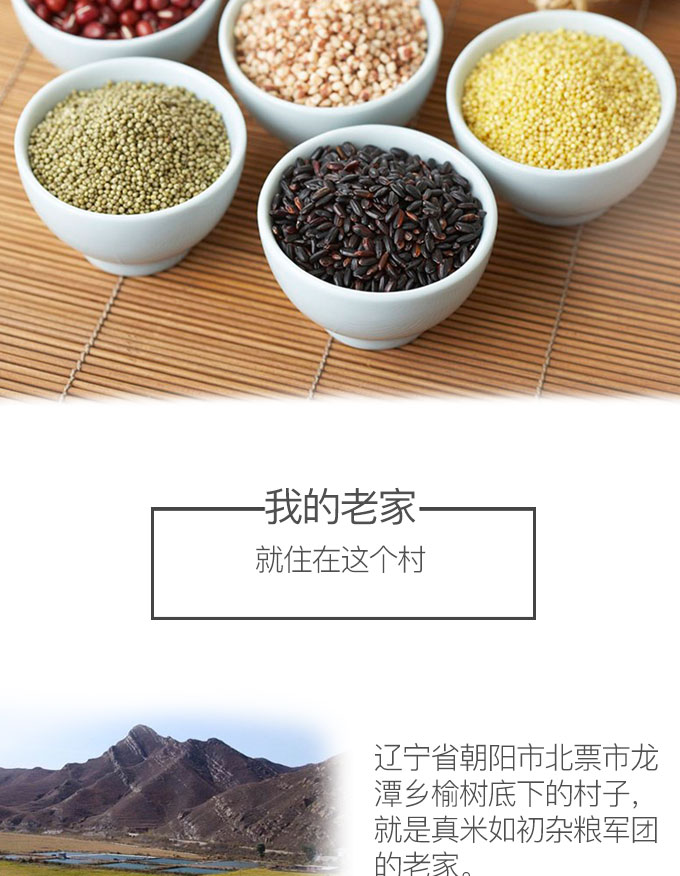 我的老家
就住在这个村
辽宁省朝阳市北票市龙
潭乡榆树底下的村子，
就是真米如初杂粮军团
的老家。